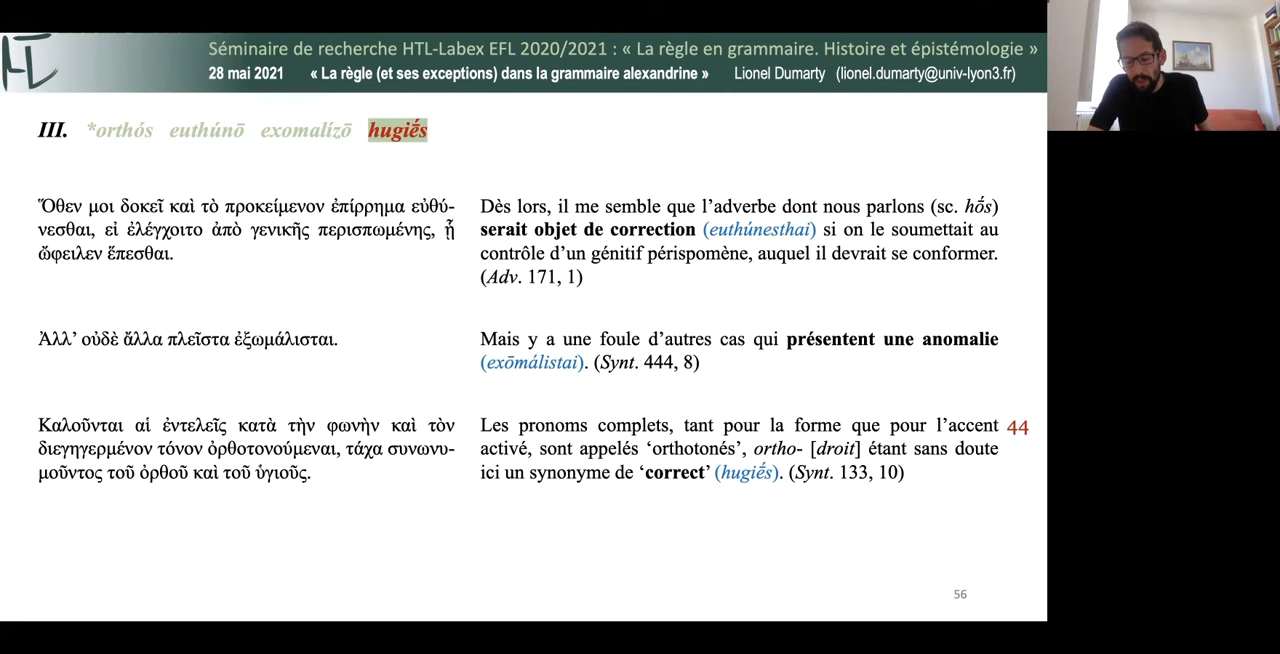 HTL
Séminaire de recherche HTL-Labex EFL 2020/2021 : « La règle en grammaire. Histoire et épistémologie »
28 mai 2021 « La règle (et ses exceptions) dans la grammaire alexandrine » Lionel Dumarty (lionel.dumarty@univ-lyon3.fr)
III. *orthós euthúnō exomalízō hugiḗs
Ὅθεν μοι δοκεῖ καὶ τὸ προκείμενον ἐπίρρημα εὐθύ-
νεσθαι, εἰ ἐλέγχοιτο ἀπὸ γενικῆς περισπωμένης, ᾗ
ὤφειλεν ἕπεσθαι.
Dès lors, il me semble que l’adverbe dont nous parlons (sc. hṓs)
serait objet de correction (euthúnesthai) si on le soumettait au
contrôle d’un génitif périspomène, auquel il devrait se conformer.
(Adv. 171, 1)
Ἀλλ’ οὐδὲ ἄλλα πλεῖστα ἐξωμάλισται.
Mais y a une foule d’autres cas qui présentent une anomalie
(exōmálistai). (Synt. 444, 8)
Καλοῦνται αἱ ἐντελεῖς κατὰ τὴν φωνὴν καὶ τὸν
διεγηγερμένον τόνον ὀρθοτονούμεναι, τάχα συνωνυ-
μοῦντος τοῦ ὀρθοῦ καὶ τοῦ ὑγιοῦς.
Les pronoms complets, tant pour la forme que pour l’accent 44
activé, sont appelés ‘orthotonés’, ortho- [droit] étant sans doute
ici un synonyme de ‘correct’ (hugiḗs). (Synt. 133, 10)
56